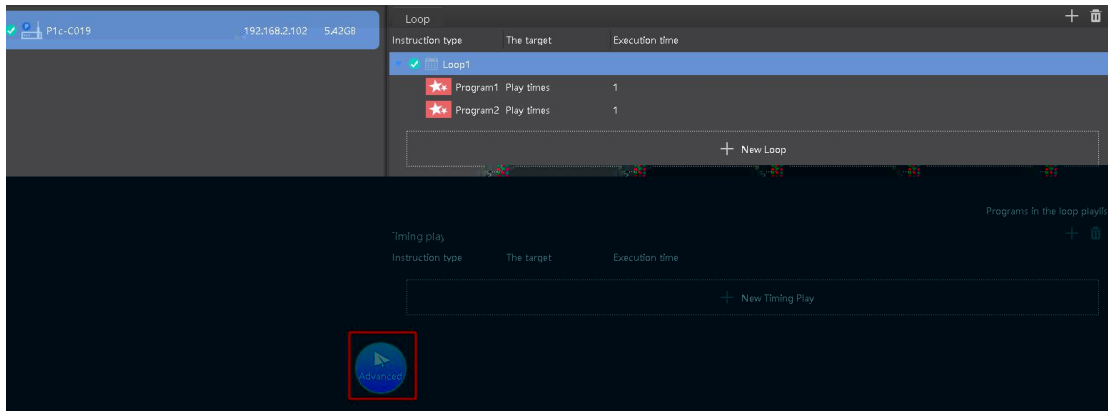 P1c-C019 192.168.2.102 5.42GB
Loop
Instruction type The target Execution time
Loop1
Program1 Play times 1
Program2 Play times 1
New Loop
Programs in the loop playlis
Timing play
Instruction type The target Execution time
New Timing Play
Advanced